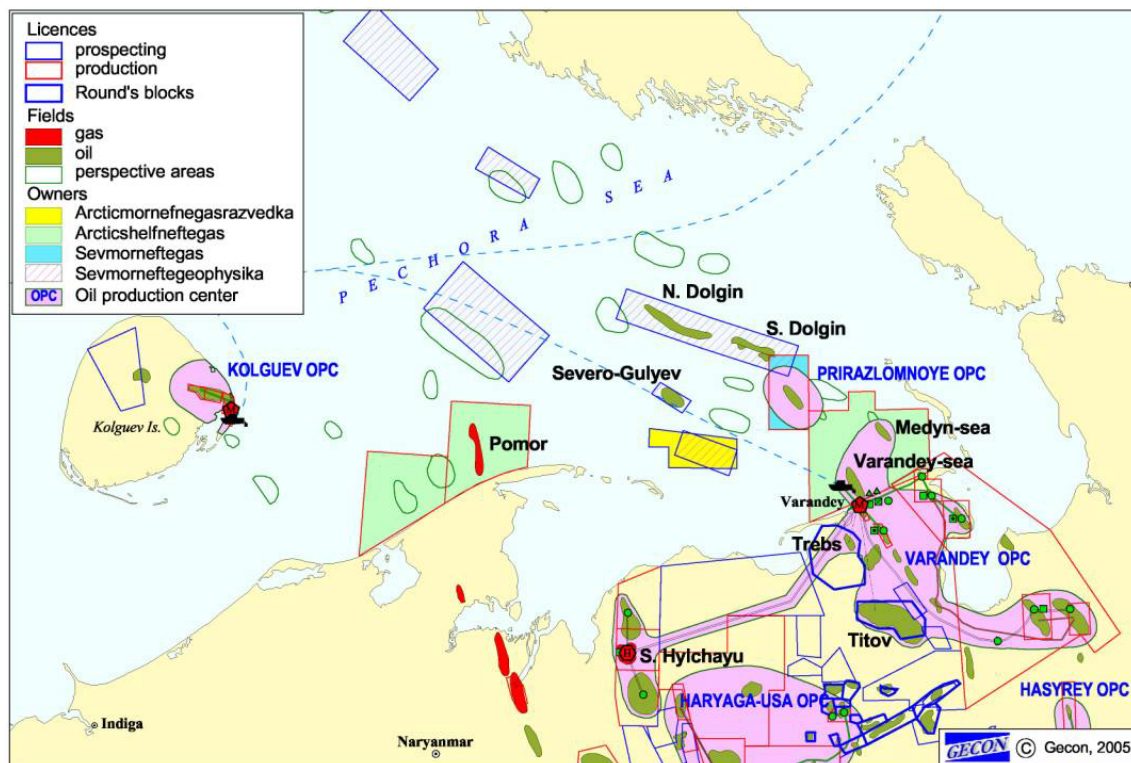 Licences
prospecting
production
Round's blocks
Fields
gas
oil
perspective areas
Owners
Arcticmornefnegasrazvedka
Arcticshelfneftegas
Sevmorneftegas
Sevmorneftegeophysika
OPC Oil production center
PECHORA SEA
N. Dolgin
S. Dolgin
KOLGUEV OPC
Severo-Gulyev
PRIRAZLOMNOYE OPC
Kolguev Is.
M
Pomor
Medyn-sea
Varandey-sea
Varandey
M
Trebs
VARANDEY OPC
Titov
H
S. Hylchayu
HARYAGA-USA OPC
HASYREY OPC
Indiga
Naryanmar
GECON © Gecon, 2005